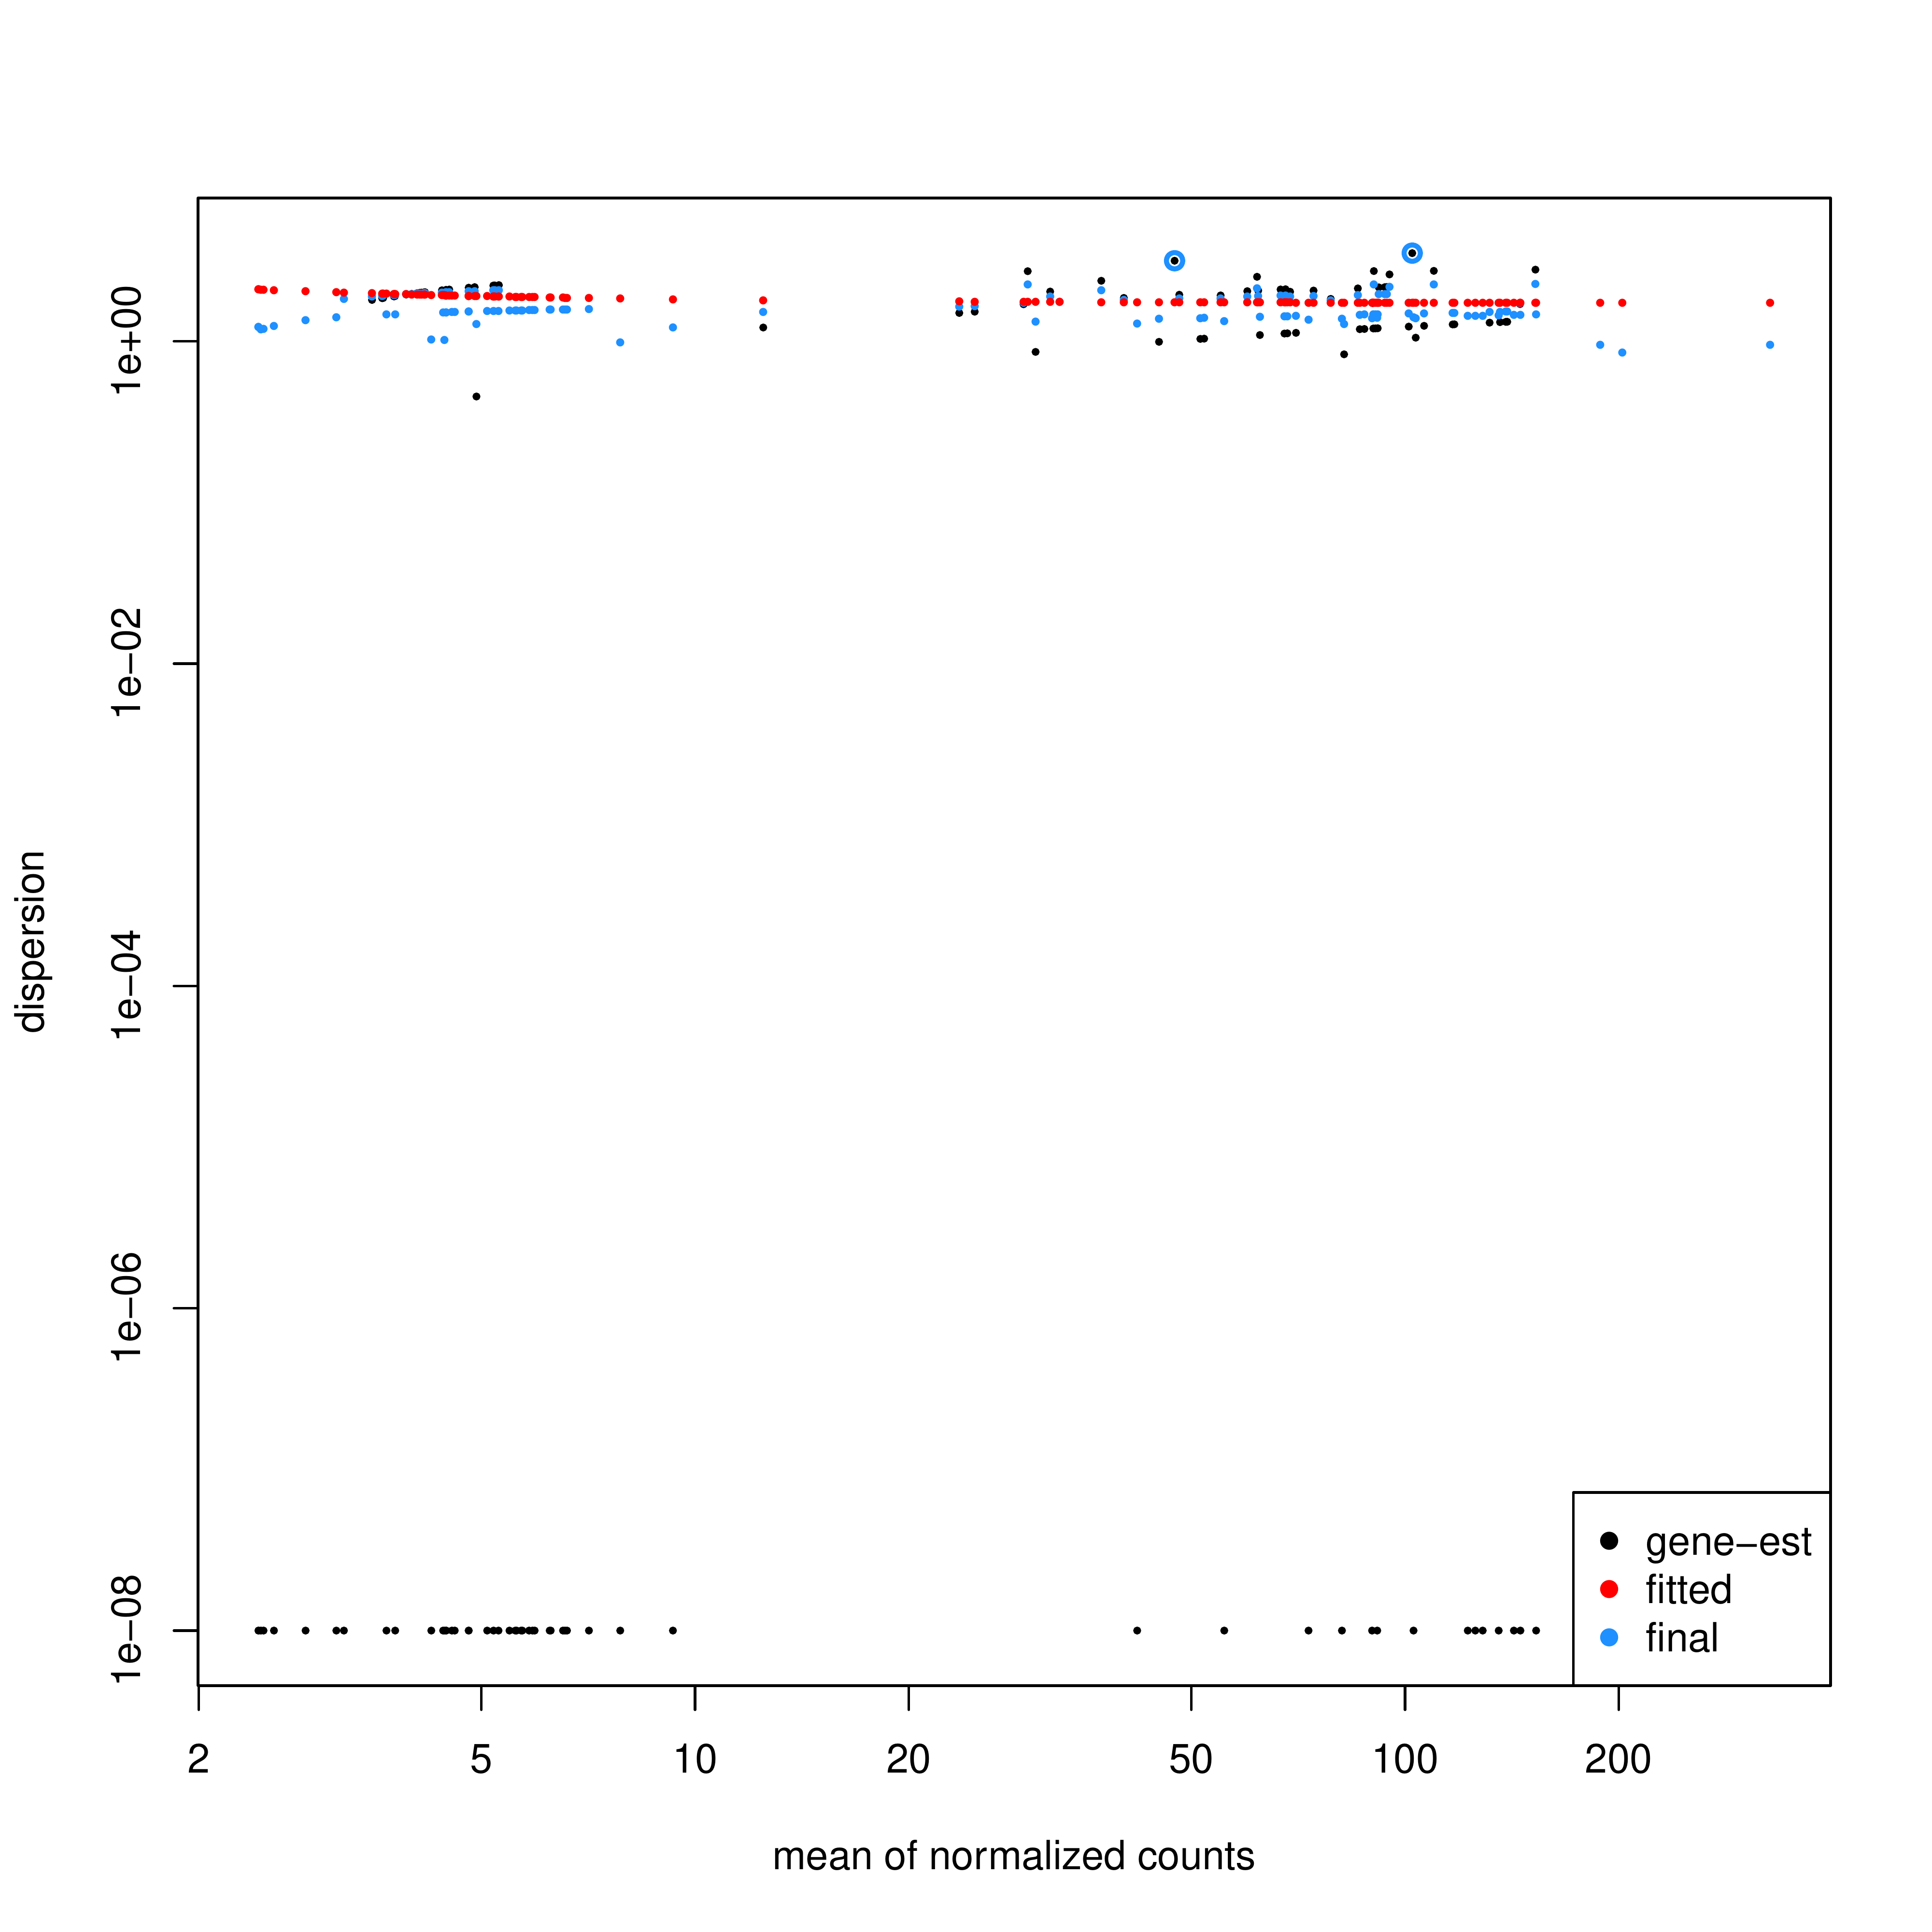 dispersion
1e+00
1e−02
1e−04
1e−06
1e−08
gene−est
fitted
final
2 5 10 20 50 100 200
mean of normalized counts